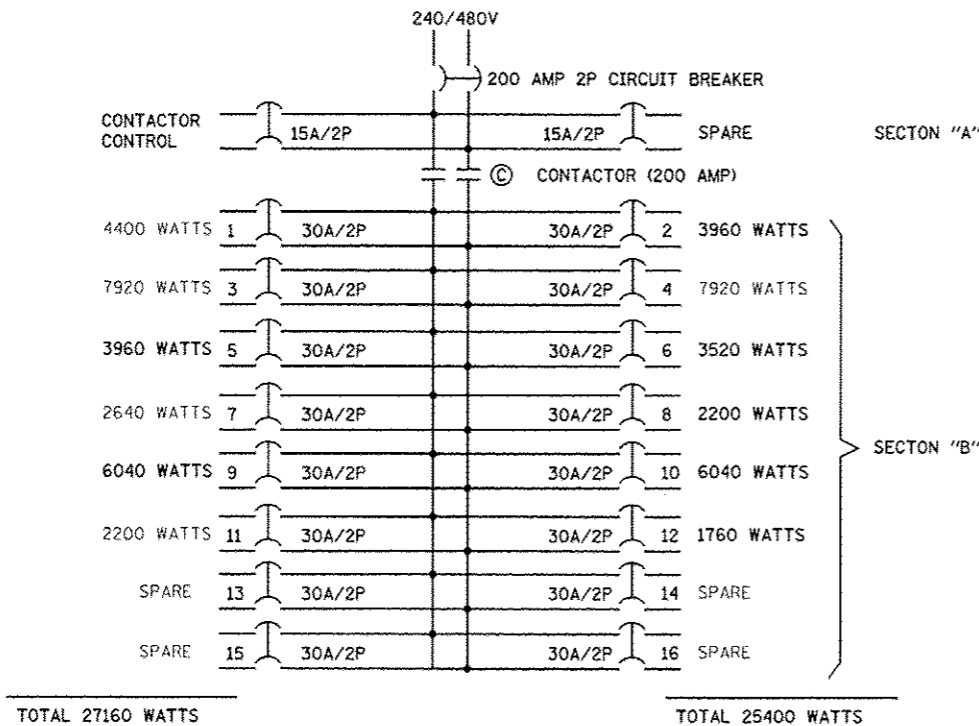 240/480V
200 AMP 2P CIRCUIT BREAKER
CONTACTOR CONTROL 15A/2P 15A/2P SPARE SECTON "A"
C CONTACTOR (200 AMP)
4400 WATTS 1 30A/2P 30A/2P 2 3960 WATTS
7920 WATTS 3 30A/2P 30A/2P 4 7920 WATTS
3960 WATTS 5 30A/2P 30A/2P 6 3520 WATTS
2640 WATTS 7 30A/2P 30A/2P 8 2200 WATTS
SECTON "B"
6040 WATTS 9 30A/2P 30A/2P 10 6040 WATTS
2200 WATTS 11 30A/2P 30A/2P 12 1760 WATTS
SPARE 13 30A/2P 30A/2P 14 SPARE
SPARE 15 30A/2P 30A/2P 16 SPARE
TOTAL 27160 WATTS TOTAL 25400 WATTS